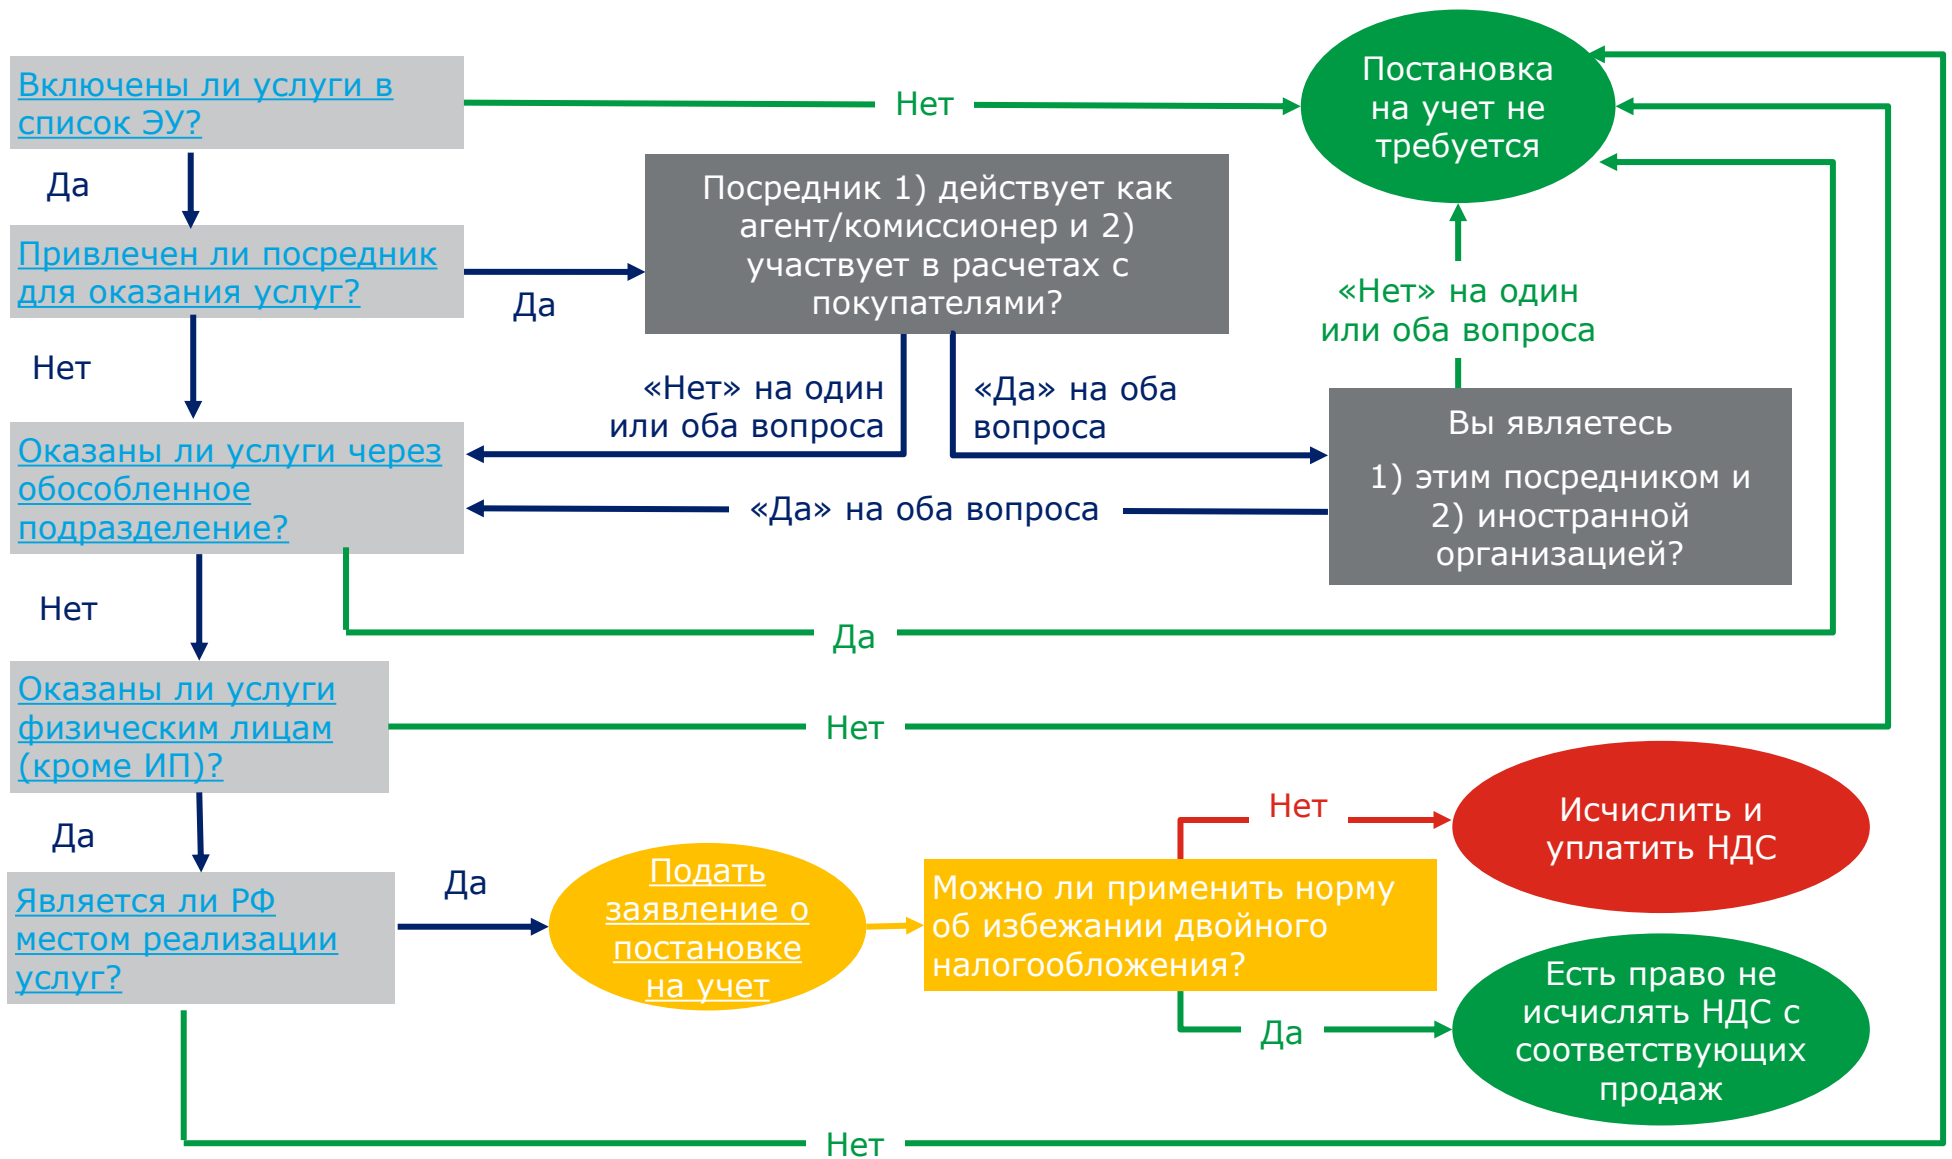 Включены ли услуги в
список ЭУ?
Нет
Постановка
на учет не
требуется
Да
Посредник 1) действует как
агент/комиссионер и 2)
участвует в расчетах с
покупателями?
Привлечен ли посредник
для оказания услуг?
Да
«Нет» на один
или оба вопроса
Нет
«Нет» на один
или оба вопроса
«Да» на оба
вопроса
Вы являетесь
1) этим посредником и
2) иностранной
организацией?
Оказаны ли услуги через
обособленное
подразделение?
«Да» на оба вопроса
Нет
Да
Оказаны ли услуги
физическим лицам
(кроме ИП)?
Нет
Да
Нет
Исчислить и
уплатить НДС
Является ли РФ
местом реализации
услуг?
Да
Подать
заявление о
постановке
на учет
Можно ли применить норму
об избежании двойного
налогообложения?
Да
Есть право не
исчислять НДС с
соответствующих
продаж
Нет